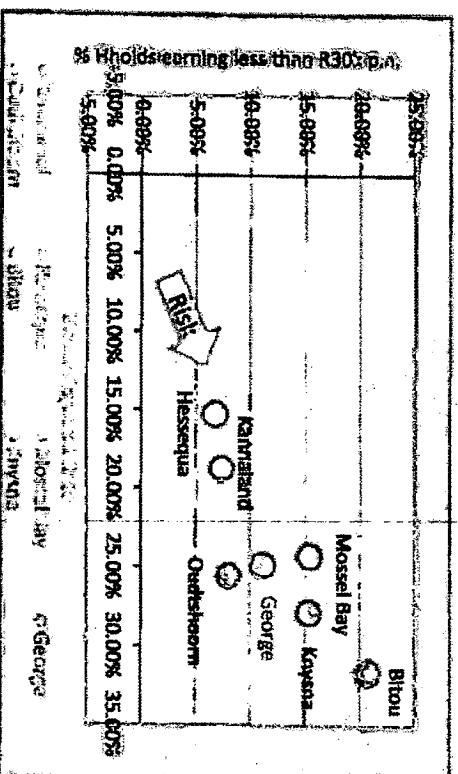 % Hholds earning less than R30x p.n.
25.00%
20.00%
15.00%
10.00%
5.00%
0.00%
-5.00%
-5.00% 0.00% 5.00% 10.00% 15.00% 20.00% 25.00% 30.00% 35.00%
Risk
Hessequa
Kannaland
Mossel Bay
Knysna
George
Oudtshoorn
Bitou
Mossel Bay
George
Bitou
Knysna